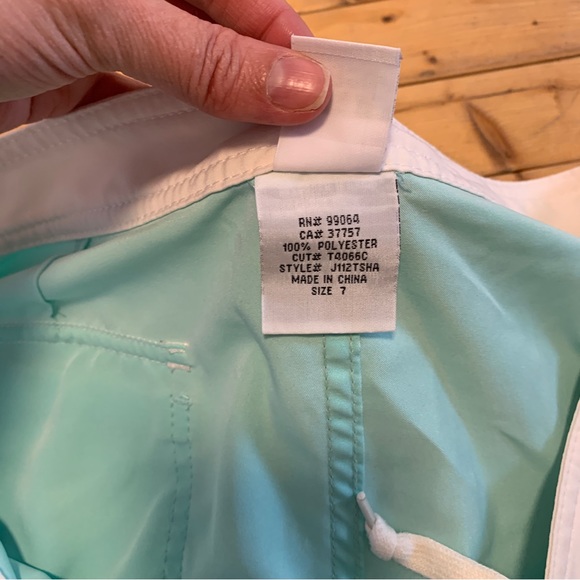 RN# 99064
CA# 37757
100% POLYESTER
CUT# T4066C
STYLE# J112TSHA
MADE IN CHINA
SIZE 7